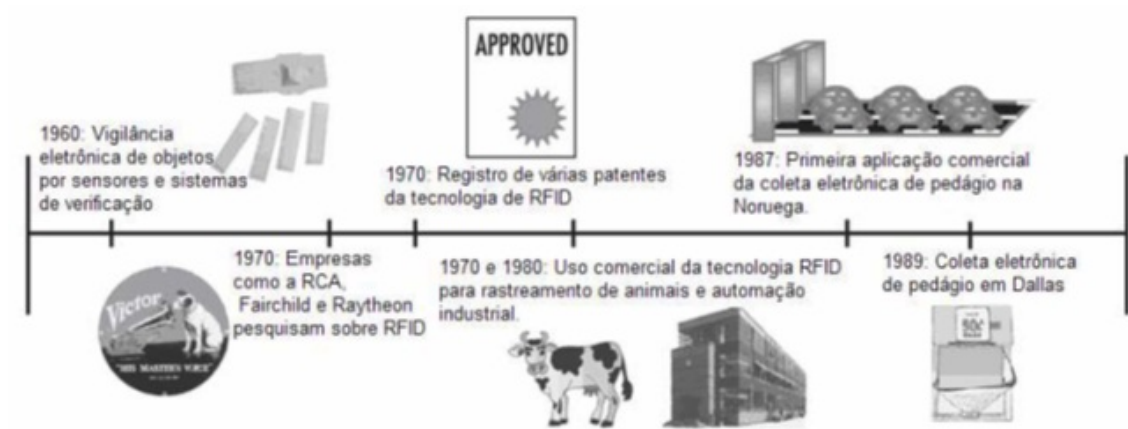 APPROVED
1960: Vigilância
eletrônica de objetos
por sensores e sistemas
de verificação
1970: Registro de várias patentes
da tecnologia de RFID
1987: Primeira aplicação comercial
da coleta eletrônica de pedágio na
Noruega.
1970: Empresas
como a RCA,
Fairchild e Raytheon
pesquisam sobre RFID
1970 e 1980: Uso comercial da tecnologia RFID
para rastreamento de animais e automação
industrial.
1989: Coleta eletrônica
de pedágio em Dallas
Victor
"HIS MASTER'S VOICE"
50¢